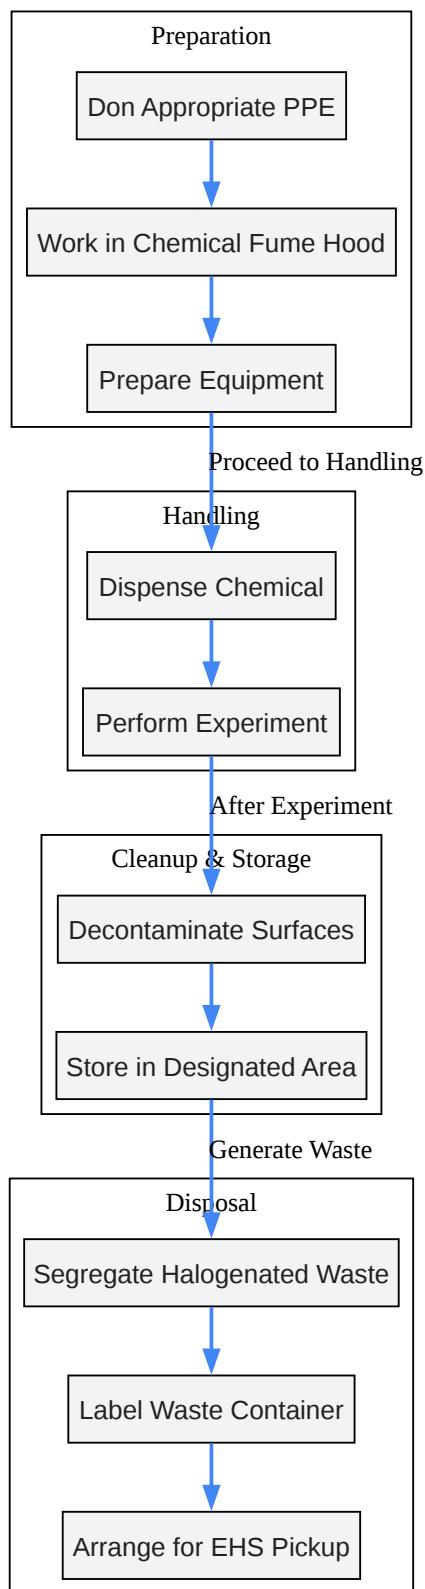 Preparation
Don Appropriate PPE
Work in Chemical Fume Hood
Prepare Equipment
Proceed to Handling
Handling
Dispense Chemical
Perform Experiment
After Experiment
Cleanup & Storage
Decontaminate Surfaces
Store in Designated Area
Generate Waste
Disposal
Segregate Halogenated Waste
Label Waste Container
Arrange for EHS Pickup